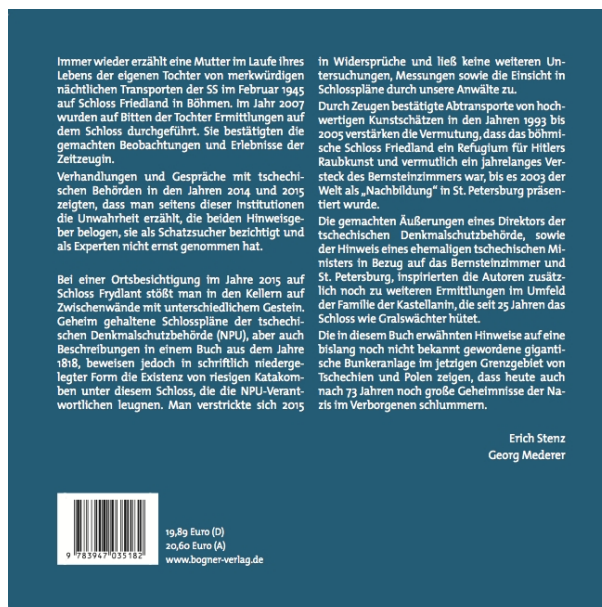 Immer wieder erzählt eine Mutter im Laufe ihres
Lebens der eigenen Tochter von merkwürdigen
nächtlichen Transporten der SS im Februar 1945
auf Schloss Friedland in Böhmen. Im Jahr 2007
wurden auf Bitten der Tochter Ermittlungen auf
dem Schloss durchgeführt. Sie bestätigten die
gemachten Beobachtungen und Erlebnisse der
Zeitzeugin.
Verhandlungen und Gespräche mit tschechi-
schen Behörden in den Jahren 2014 und 2015
zeigten, dass man seitens dieser Institutionen
die Unwahrheit erzählt, die beiden Hinweisge-
ber belogen, sie als Schatzsucher bezichtigt und
als Experten nicht ernst genommen hat.
Bei einer Ortsbesichtigung im Jahre 2015 auf
Schloss Frydlant stößt man in den Kellern auf
Zwischenwände mit unterschiedlichem Gestein.
Geheim gehaltene Schlosspläne der tschechi-
schen Denkmalschutzbehörde (NPU), aber auch
Beschreibungen in einem Buch aus dem Jahre
1818, beweisen jedoch in schriftlich niederge-
legter Form die Existenz von riesigen Katakom-
ben unter diesem Schloss, die die NPU-Verant-
wortlichen leugnen. Man verstrickte sich 2015
in Widersprüche und ließ keine weiteren Un-
tersuchungen, Messungen sowie die Einsicht in
Schlosspläne durch unsere Anwälte zu.
Durch Zeugen bestätigte Abtransporte von hoch-
wertigen Kunstschätzen in den Jahren 1993 bis
2005 verstärken die Vermutung, dass das böhmi-
sche Schloss Friedland ein Refugium für Hitlers
Raubkunst und vermutlich ein jahrelanges Ver-
steck des Bernsteinzimmers war, bis es 2003 der
Welt als „Nachbildung“ in St. Petersburg präsen-
tiert wurde.
Die gemachten Äußerungen eines Direktors der
tschechischen Denkmalschutzbehörde, sowie
der Hinweis eines ehemaligen tschechischen Mi-
nisters in Bezug auf das Bernsteinzimmer und
St. Petersburg, inspirierten die Autoren zusätz-
lich noch zu weiteren Ermittlungen im Umfeld
der Familie der Kastellanin, die seit 25 Jahren das
Schloss wie Gralswächter hütet.
Die in diesem Buch erwähnten Hinweise auf eine
bislang noch nicht bekannt gewordene giganti-
sche Bunkeranlage im jetzigen Grenzgebiet von
Tschechien und Polen zeigen, dass heute auch
nach 73 Jahren noch große Geheimnisse der Na-
zis im Verborgenen schlummern.
Erich Stenz
Georg Mederer
19,89 Euro (D)
20,60 Euro (A)
www.bogner-verlag.de
9 783947 035182